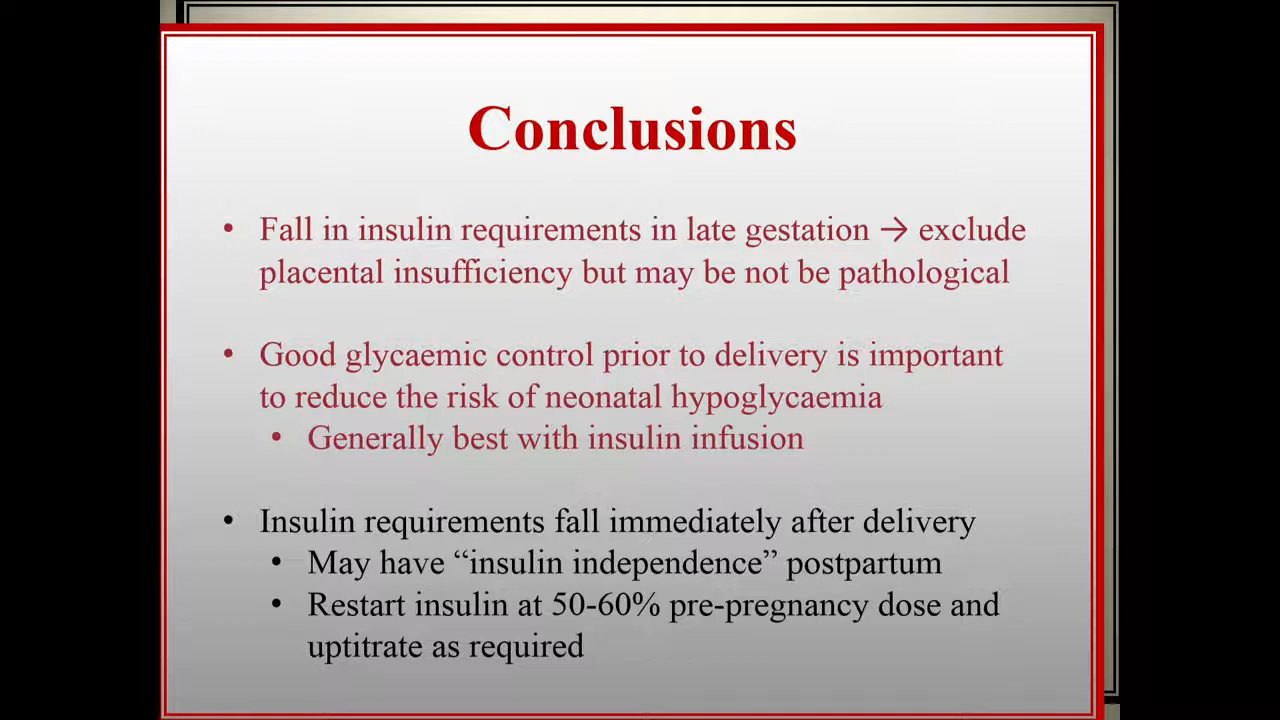 Conclusions
• Fall in insulin requirements in late gestation → exclude
placental insufficiency but may be not be pathological
• Good glycaemic control prior to delivery is important
to reduce the risk of neonatal hypoglycaemia
• Generally best with insulin infusion
• Insulin requirements fall immediately after delivery
• May have “insulin independence” postpartum
• Restart insulin at 50-60% pre-pregnancy dose and
uptitrate as required